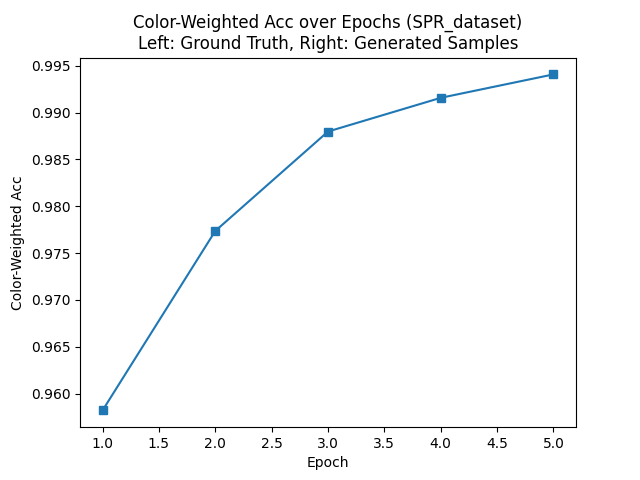 Color-Weighted Acc over Epochs (SPR_dataset)
Left: Ground Truth, Right: Generated Samples
0.995
0.990
0.985
0.980
0.975
0.970
0.965
0.960
Color-Weighted Acc
1.0 1.5 2.0 2.5 3.0 3.5 4.0 4.5 5.0
Epoch